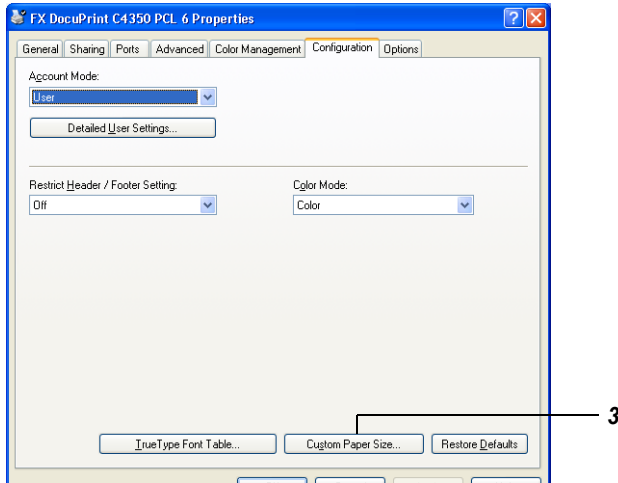 FX DocuPrint C4350 PCL 6 Properties
General Sharing Ports Advanced Color Management Configuration Options
Account Mode:
User
Detailed User Settings...
Restrict Header / Footer Setting: Color Mode:
Off Color
3
TrueType Font Table... Custom Paper Size... Restore Defaults